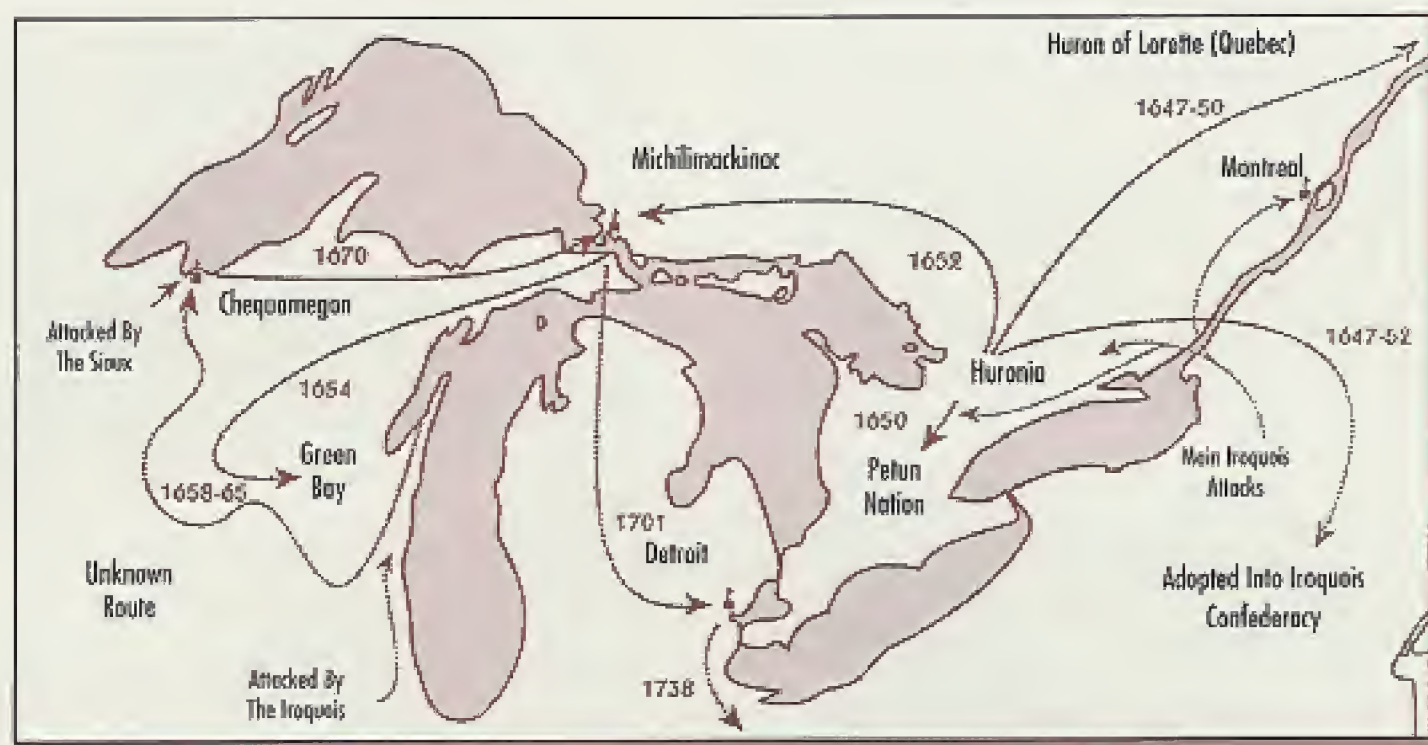 Huron of Lorette (Quebec)
1647-50
Michilimackinac
Montreal
1670
1652
Chequamegon
Attacked By
The Sioux
1647-52
Huronia
1654
1650
Green
Bay
Petun
Nation
Main Iroquois
Attacks
1658-65
1701
Detroit
Unknown
Route
Adopted Into Iroquois
Confederacy
Attacked By
The Iroquois
1738